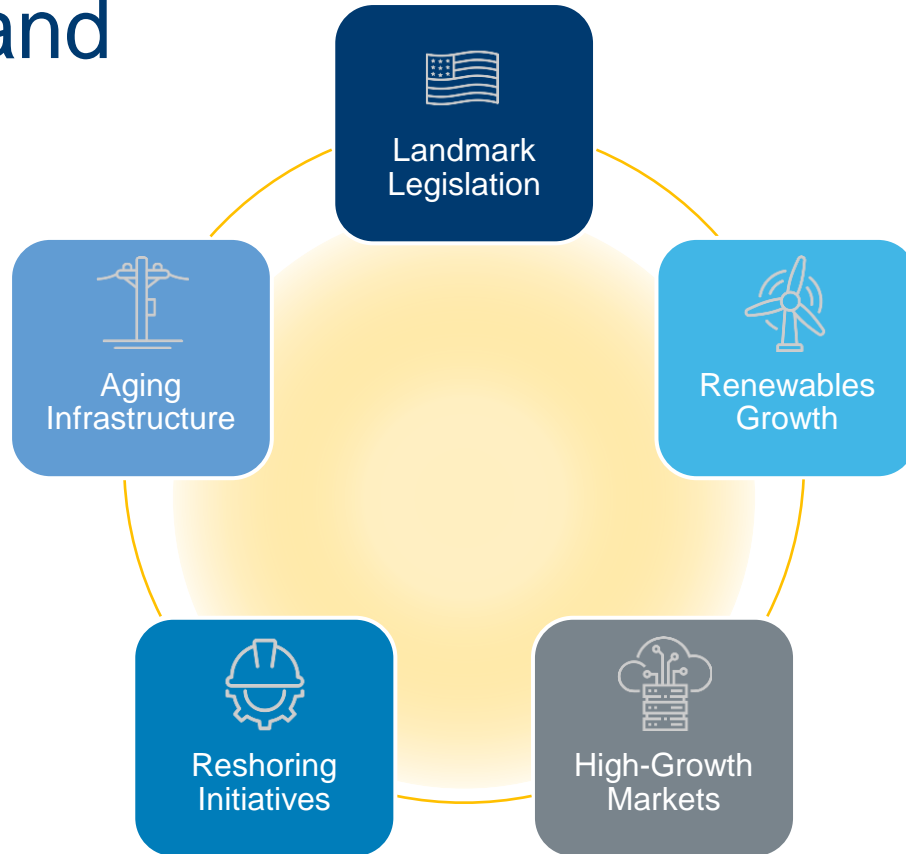 and
Landmark
Legislation
Aging
Infrastructure
Renewables
Growth
Reshoring
Initiatives
High-Growth
Markets